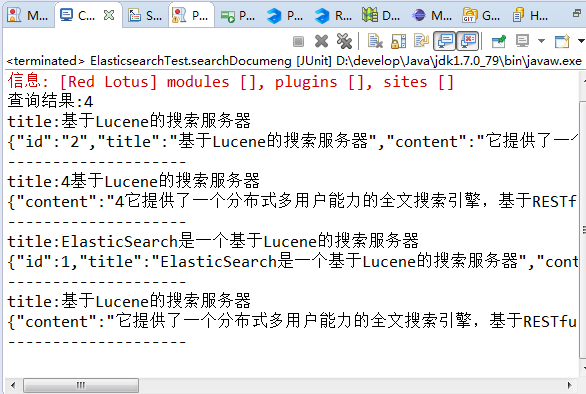 M...
C...
S...
P...
P...
P...
P...
R...
D...
M...
G...
H...
<terminated> ElasticsearchTest.searchDocumeng [JUnit] D:\develop\Java\jdk1.7.0_79\bin\javaw.exe
信息: [Red Lotus] modules [], plugins [], sites []
查询结果:4
title:基于Lucene的搜索服务器
{"id":"2","title":"基于Lucene的搜索服务器","content":"它提供了一个
--------------------
title:4基于Lucene的搜索服务器
{"content":"4它提供了一个分布式多用户能力的全文搜索引擎，基于RESTf
--------------------
title:ElasticSearch是一个基于Lucene的搜索服务器
{"id":1,"title":"ElasticSearch是一个基于Lucene的搜索服务器","cont
--------------------
title:基于Lucene的搜索服务器
{"content":"它提供了一个分布式多用户能力的全文搜索引擎，基于RESTfu
--------------------